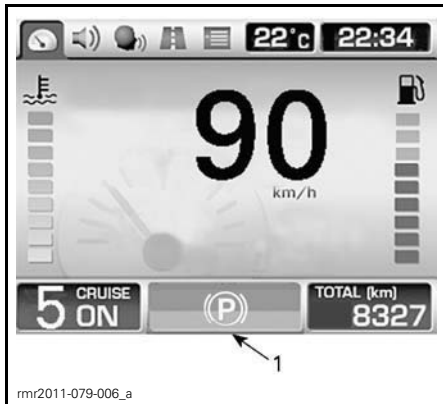 22°c 22:34
90
km/h
5 CRUISE ON
(P)
TOTAL (km)
8327
1
rmr2011-079-006_a